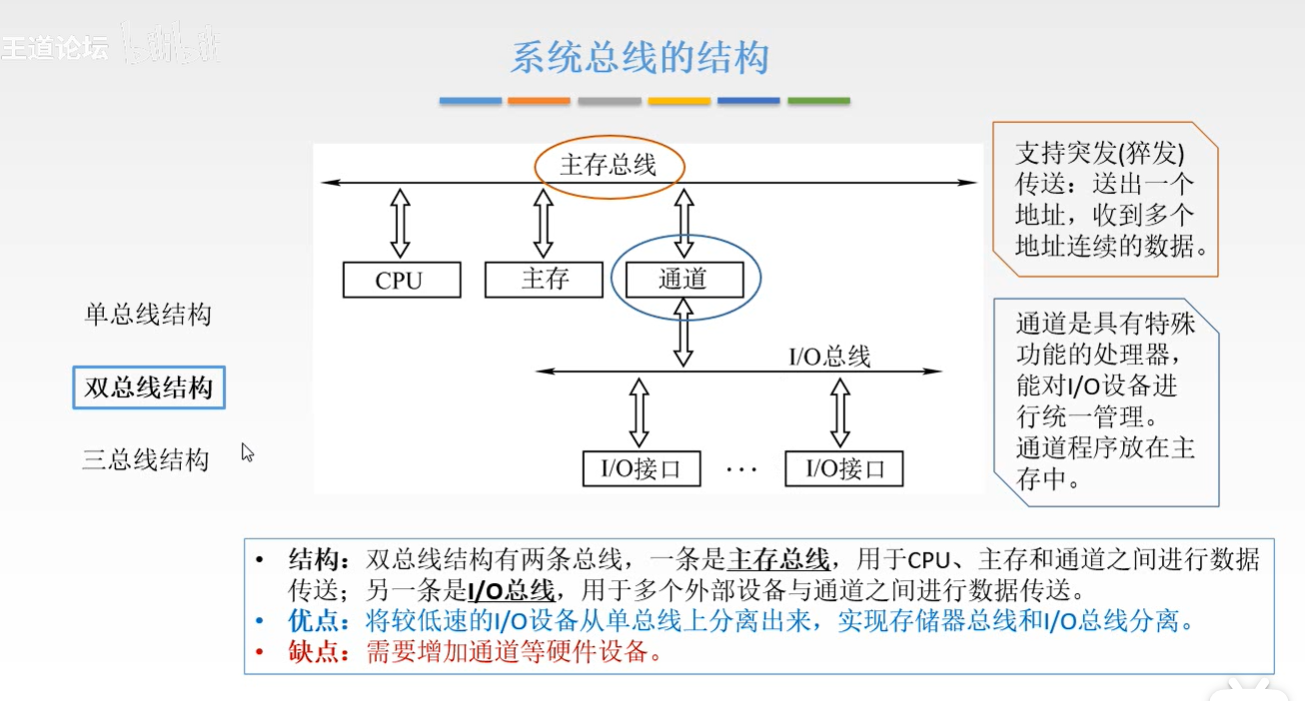 王道论坛 bilibili
系统总线的结构
主存总线
CPU
主存
通道
I/O总线
I/O接口
···
I/O接口
单总线结构
双总线结构
三总线结构
支持突发(猝发)
传送：送出一个
地址，收到多个
地址连续的数据。
通道是具有特殊
功能的处理器，
能对I/O设备进
行统一管理。
通道程序放在主
存中。
• 结构：双总线结构有两条总线，一条是主存总线，用于CPU、主存和通道之间进行数据
传送；另一条是I/O总线，用于多个外部设备与通道之间进行数据传送。
• 优点：将较低速的I/O设备从单总线上分离出来，实现存储器总线和I/O总线分离。
• 缺点：需要增加通道等硬件设备。